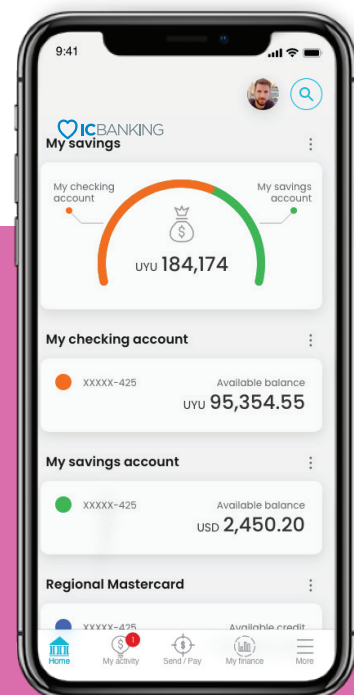 9:41
ICBANKING
My savings
My checking
account
My savings
account
$
UYU 184,174
My checking account
XXXXX-425
Available balance
UYU 95,354.55
My savings account
XXXXX-425
Available balance
USD 2,450.20
Regional Mastercard
XXXXX-425
Available credit
1
$
$
Home
My activity
Send / Pay
My finance
More